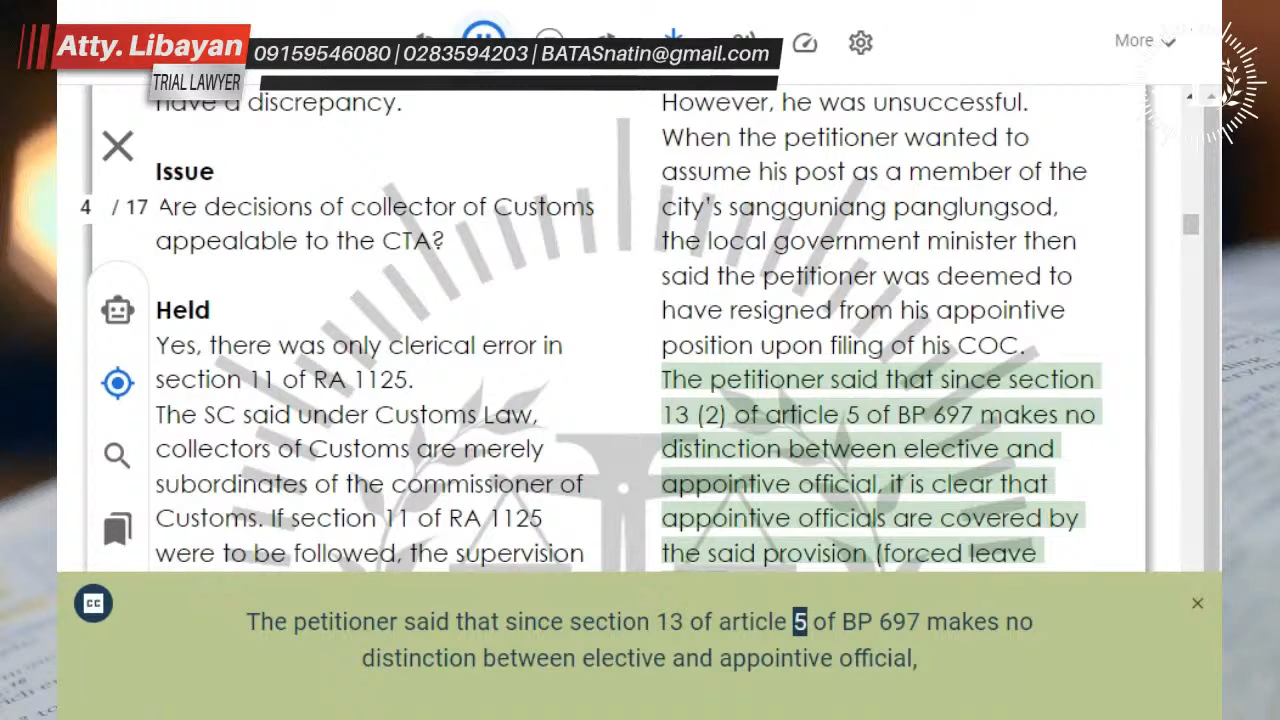 Atty. Libayan
TRIAL LAWYER
09159546080 | 0283594203 | BATASnatin@gmail.com
More
4 / 17
have a discrepancy.
Issue
Are decisions of collector of Customs
appealable to the CTA?
Held
Yes, there was only clerical error in
section 11 of RA 1125.
The SC said under Customs Law,
collectors of Customs are merely
subordinates of the commissioner of
Customs. If section 11 of RA 1125
were to be followed, the supervision
However, he was unsuccessful.
When the petitioner wanted to
assume his post as a member of the
city's sangguniang panglungsod,
the local government minister then
said the petitioner was deemed to
have resigned from his appointive
position upon filing of his COC.
The petitioner said that since section
13 (2) of article 5 of BP 697 makes no
distinction between elective and
appointive official, it is clear that
appointive officials are covered by
the said provision (forced leave
CC
The petitioner said that since section 13 of article 5 of BP 697 makes no
distinction between elective and appointive official,